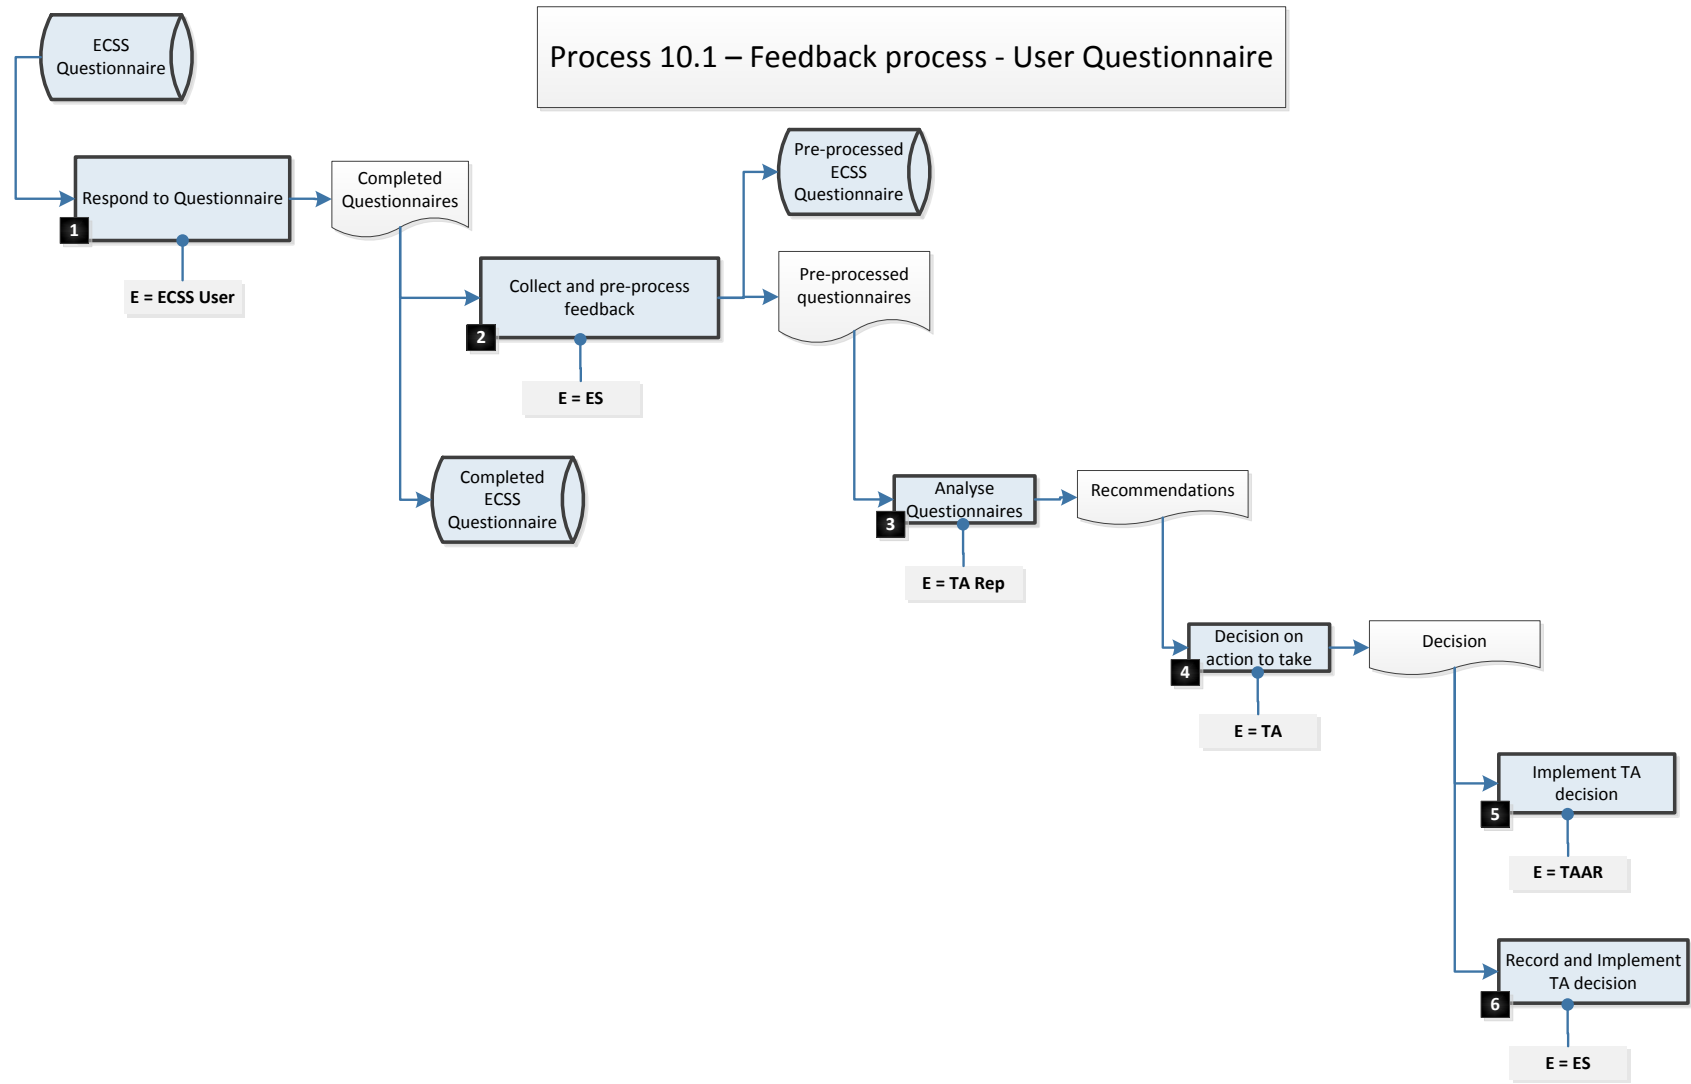 Process 10.1 – Feedback process - User Questionnaire
ECSS
Questionnaire
Respond to Questionnaire
1
E = ECSS User
Completed
Questionnaires
Collect and pre-process
feedback
2
E = ES
Completed
ECSS
Questionnaire
Pre-processed
ECSS
Questionnaire
Pre-processed
questionnaires
Analyse
Questionnaires
3
E = TA Rep
Recommendations
Decision on
action to take
4
E = TA
Decision
Implement TA
decision
5
E = TAAR
Record and Implement
TA decision
6
E = ES